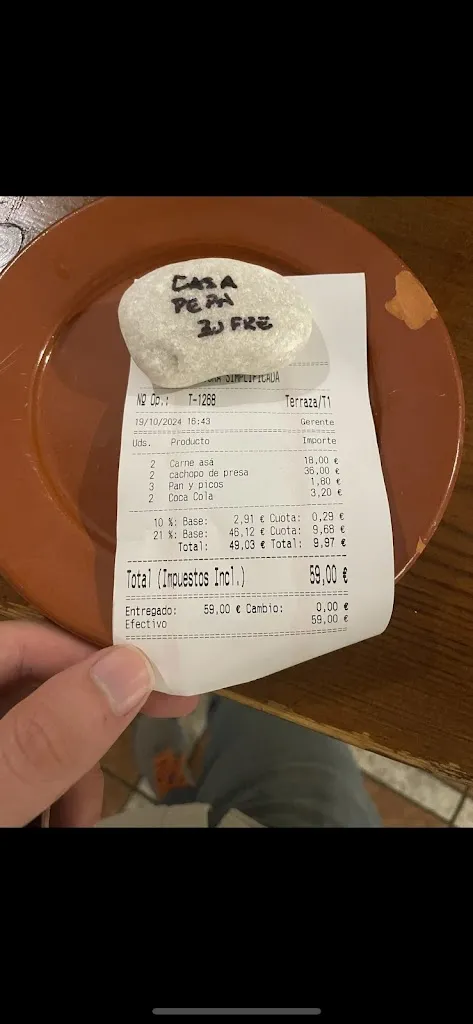 CASA
PEPA
ZUFRE
SIMPLIFICADA
Nº Op.: T-1268 Terraza/T1
19/10/2024 16:43 Gerente
Uds. Producto Importe
2 Carne asá 18,00 €
2 cachopo de presa 36,00 €
3 Pan y picos 1,80 €
2 Coca Cola 3,20 €
10 %: Base: 2,91 € Cuota: 0,29 €
21 %: Base: 46,12 € Cuota: 9,68 €
Total: 49,03 € Total: 9,97 €
Total (Impuestos Incl.) 59,00 €
Entregado: 59,00 € Cambio: 0,00 €
Efectivo 59,00 €